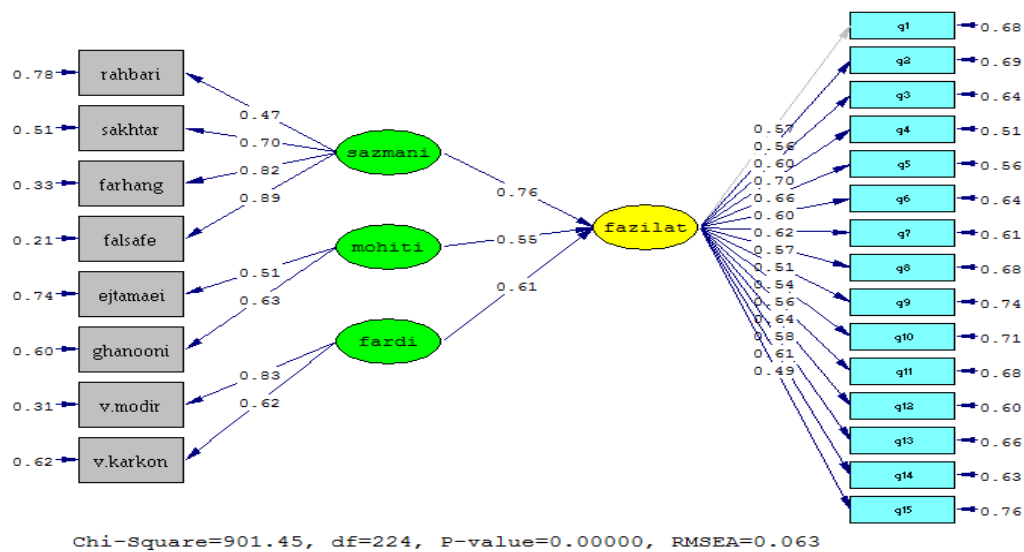 q1
0.68
q2
0.69
0.78
rahbari
q3
0.64
0.47
0.57
q4
0.51
0.51
sakhtar
0.70
sazmani
0.56
0.60
q5
0.56
0.33
farhang
0.82
0.70
0.76
0.66
q6
0.64
0.89
0.60
0.21
falsafe
fazilat
0.62
q7
0.61
mohiti
0.55
0.57
q8
0.68
0.74
ejtamaei
0.51
0.51
0.61
0.54
q9
0.74
0.63
0.56
0.60
ghanooni
fardi
0.64
q10
0.71
0.58
0.61
q11
0.68
0.83
0.49
0.31
v.modir
q12
0.60
0.62
q13
0.66
0.62
v.karkon
q14
0.63
q15
0.76
Chi-Square=901.45, df=224, P-value=0.00000, RMSEA=0.063